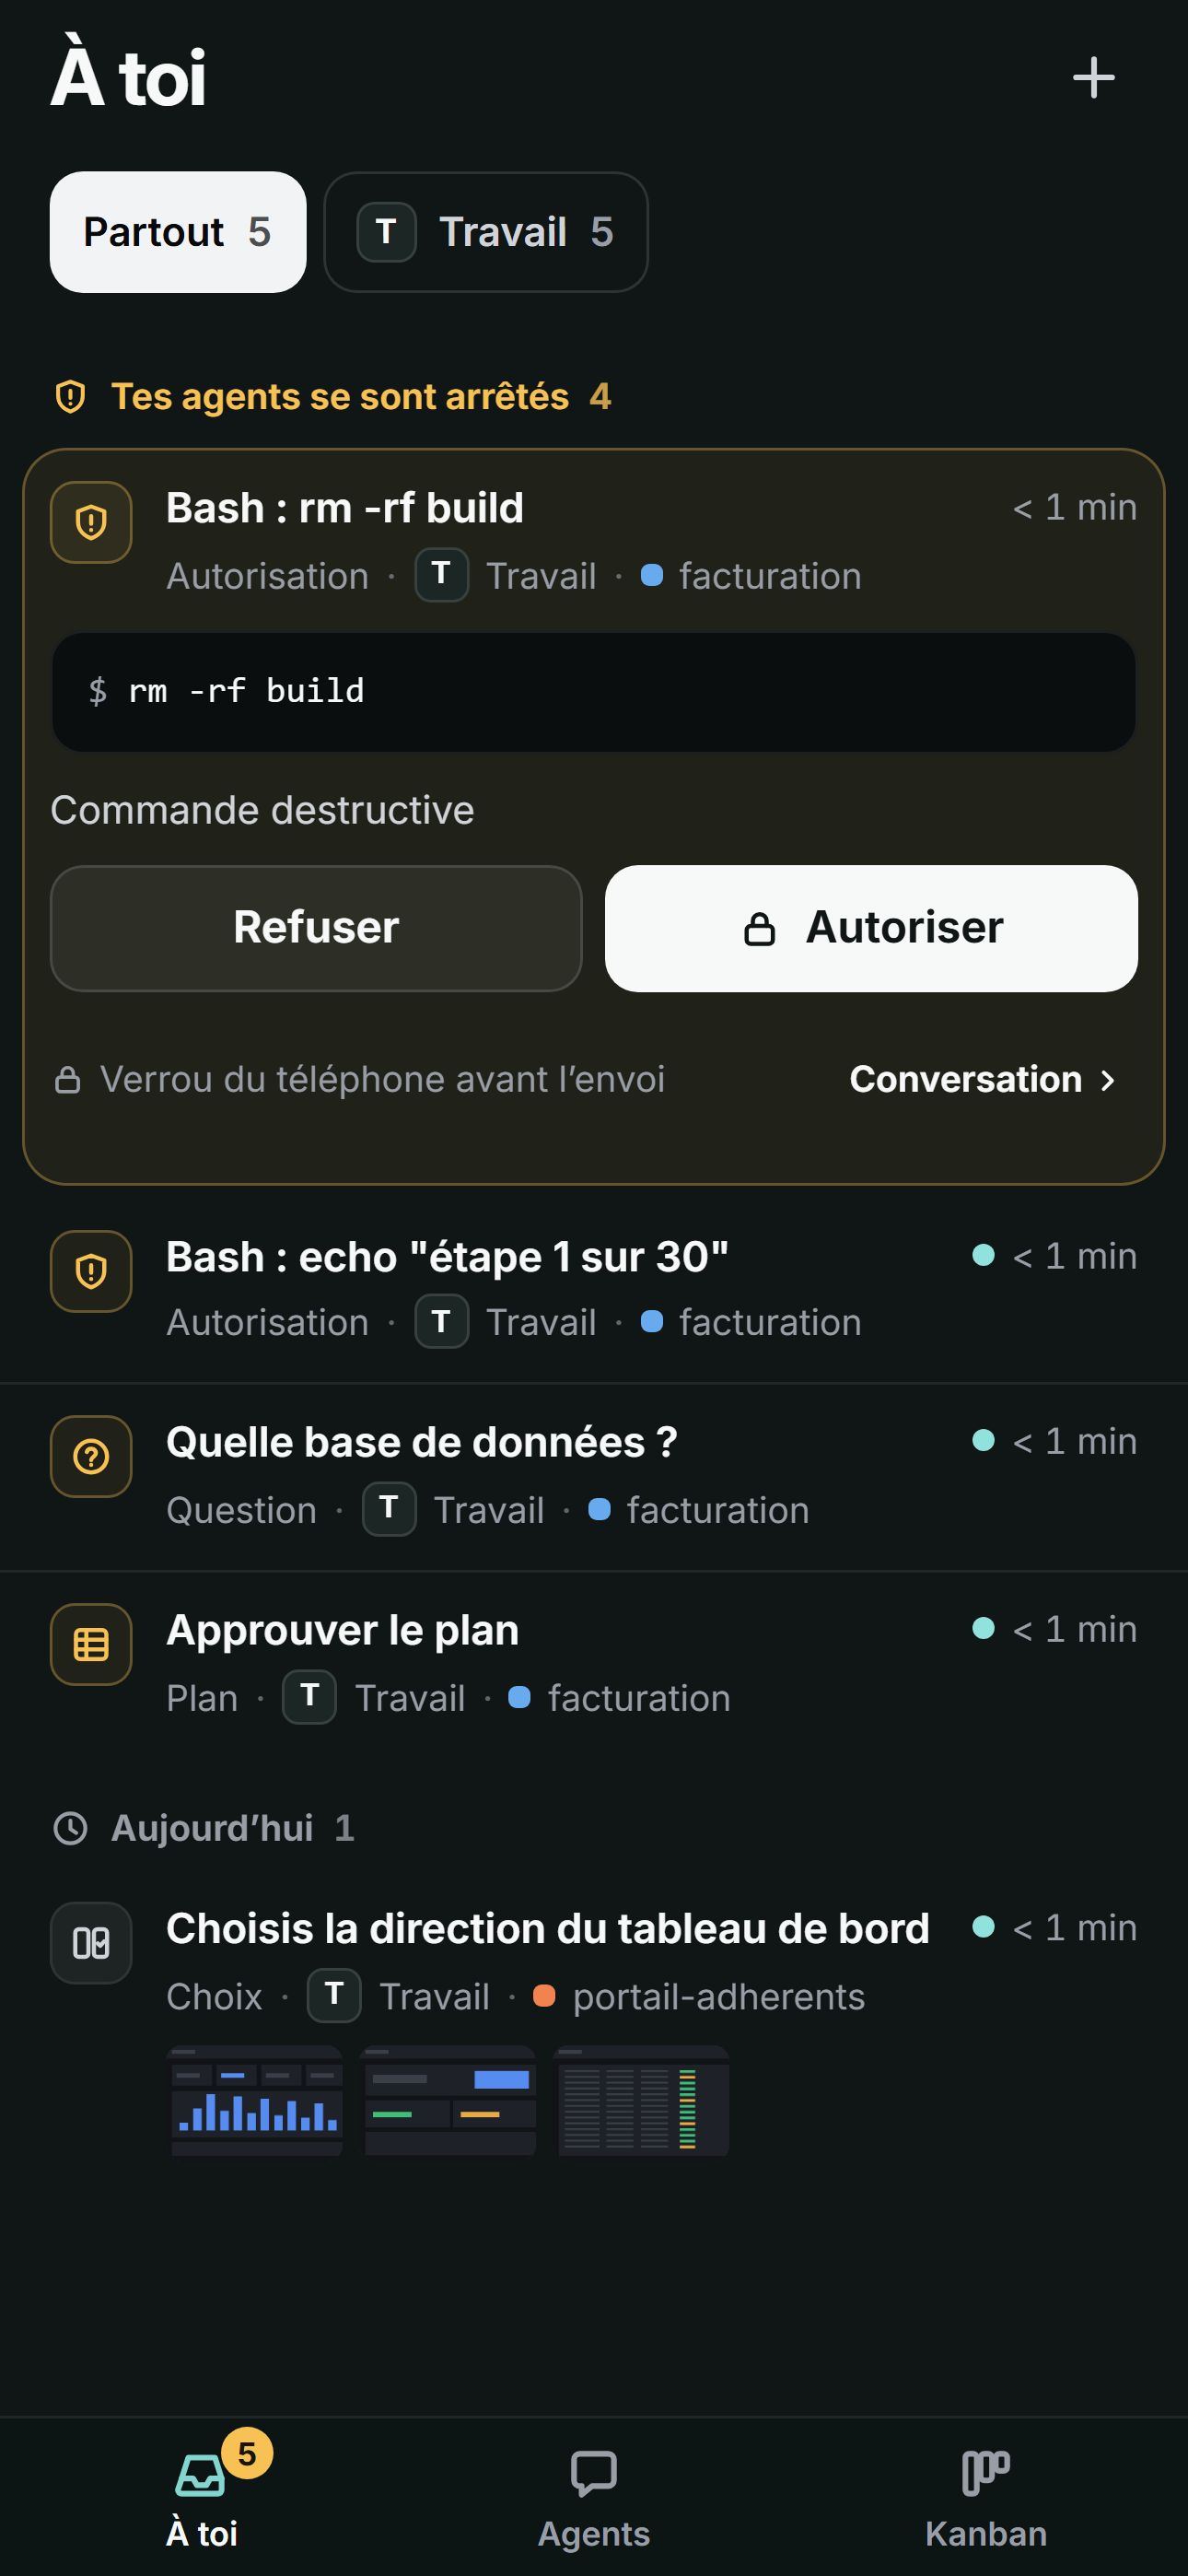 À toi
Partout 5
T Travail 5
Tes agents se sont arrêtés 4
Bash : rm -rf build < 1 min
Autorisation · T Travail · facturation
$ rm -rf build
Commande destructive
Refuser
Autoriser
Verrou du téléphone avant l’envoi
Conversation
Bash : echo "étape 1 sur 30" < 1 min
Autorisation · T Travail · facturation
Quelle base de données ? < 1 min
Question · T Travail · facturation
Approuver le plan < 1 min
Plan · T Travail · facturation
Aujourd’hui 1
Choisis la direction du tableau de bord < 1 min
Choix · T Travail · portail-adherents
5
À toi
Agents
Kanban